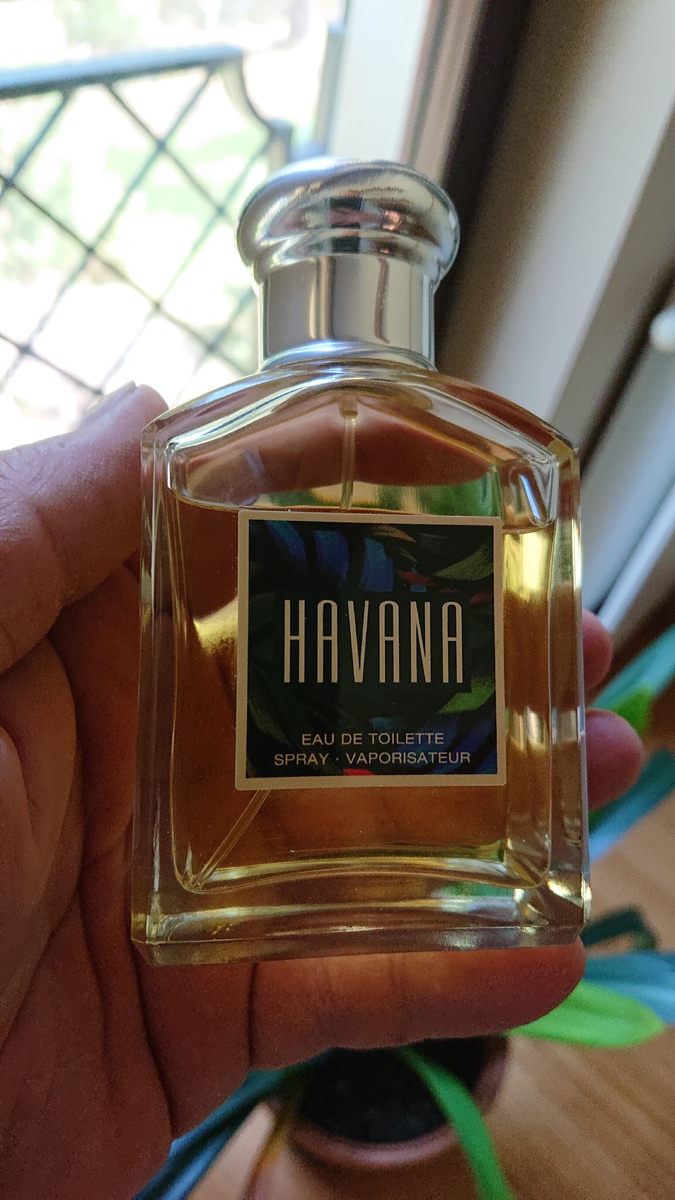 HAVANA
EAU DE TOILETTE
SPRAY · VAPORISATEUR